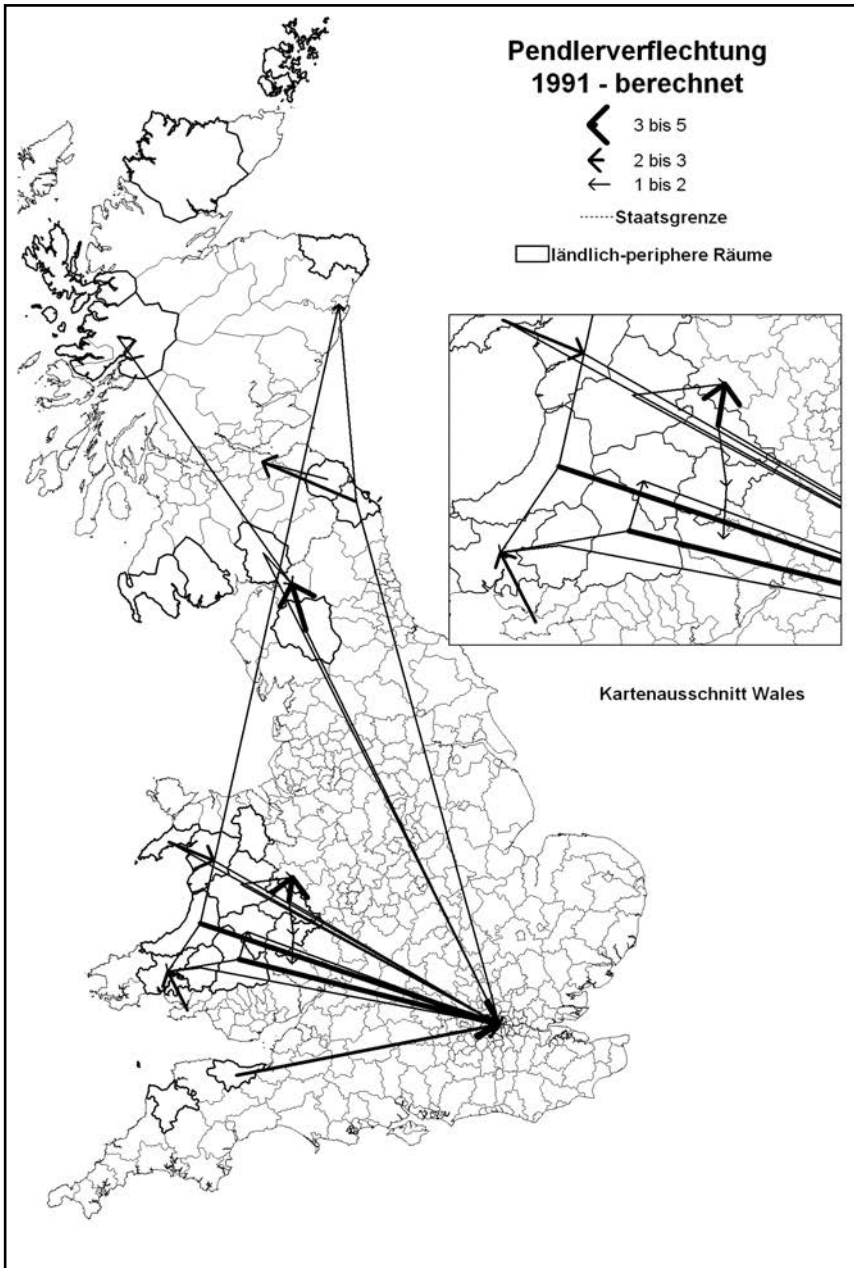 Pendlerverflechtung
1991 - berechnet
3 bis 5
2 bis 3
1 bis 2
Staatsgrenze
ländlich-periphere Räume
Kartenausschnitt Wales